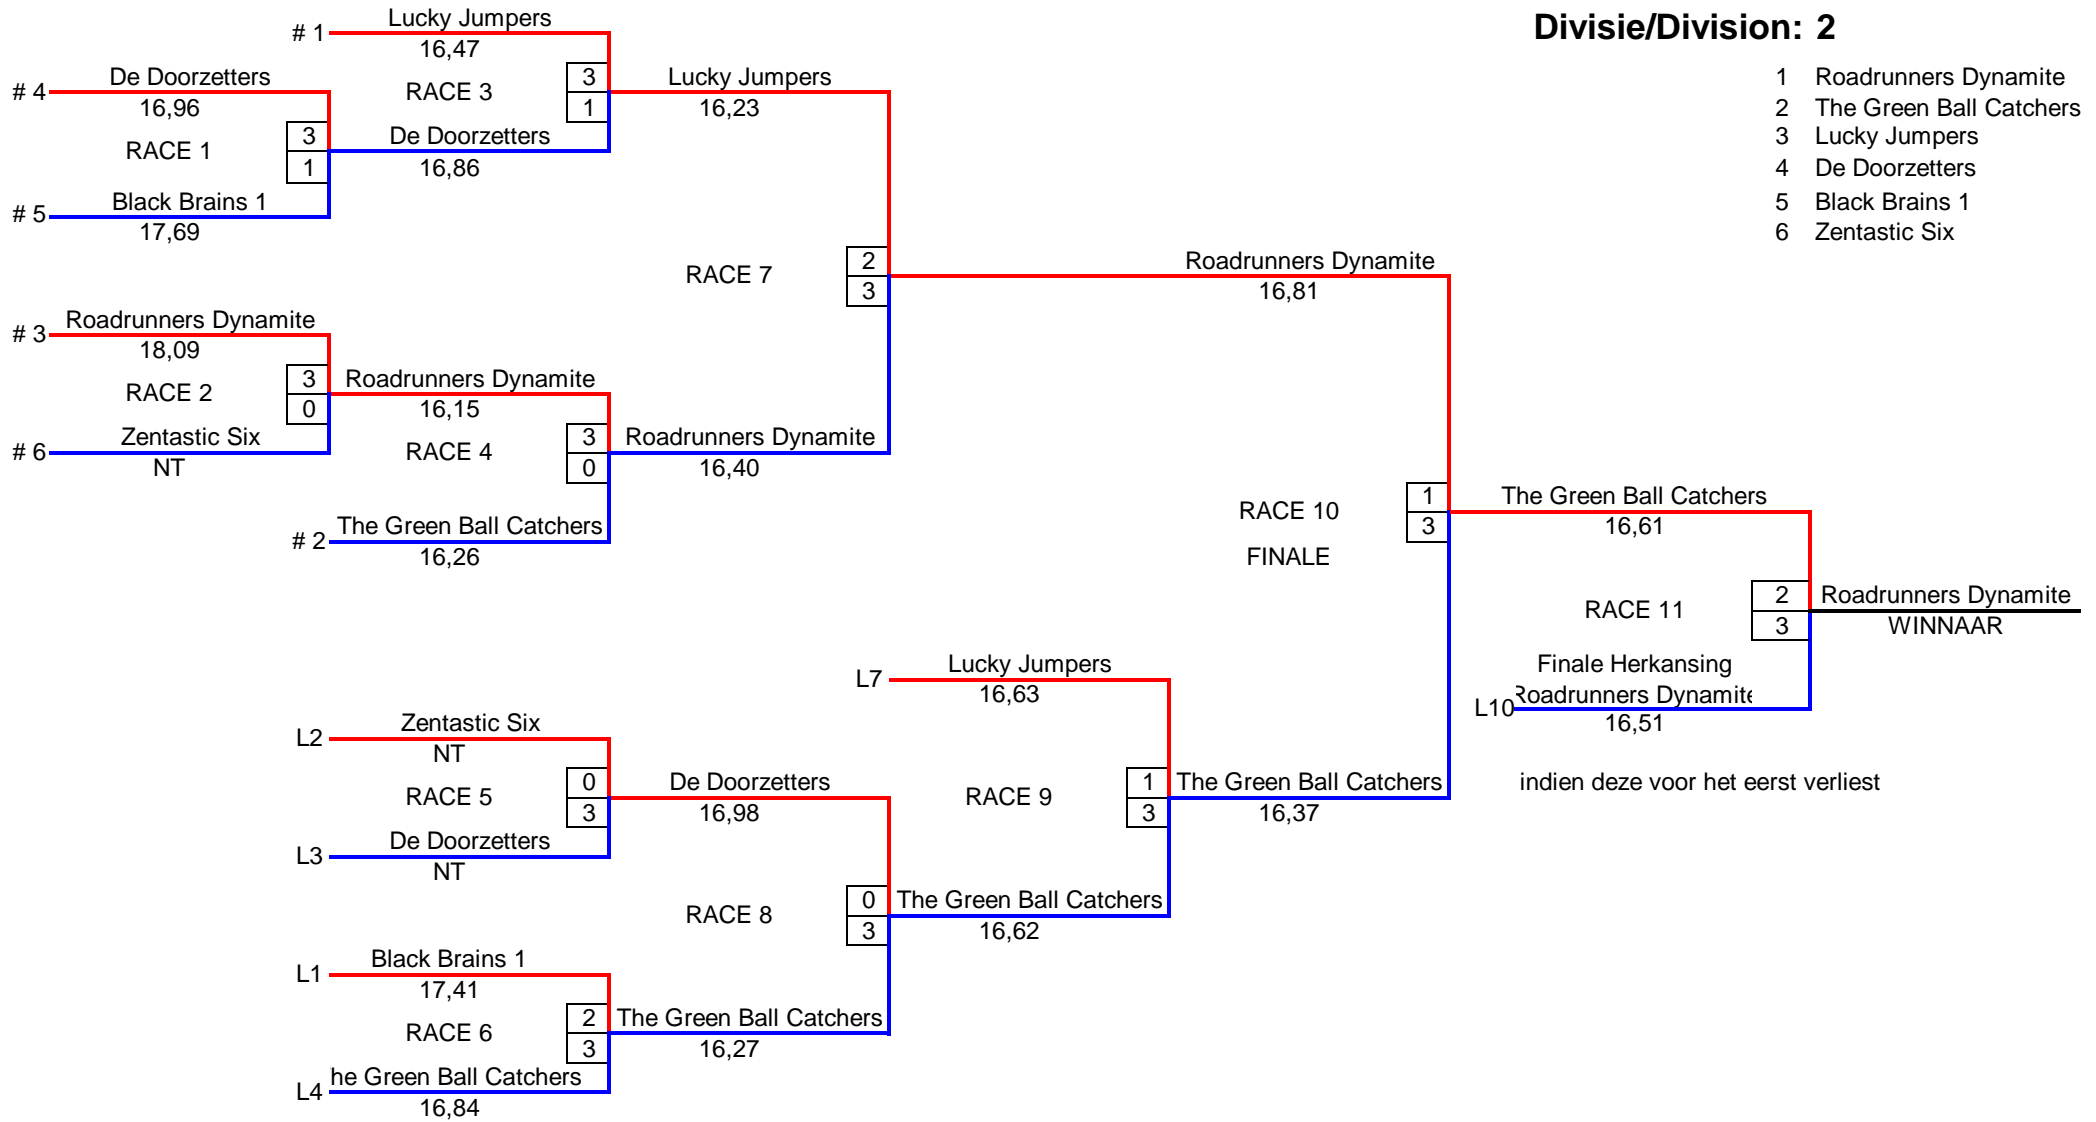 Divisie/Division: 2
1 Roadrunners Dynamite
2 The Green Ball Catchers
3 Lucky Jumpers
4 De Doorzetters
5 Black Brains 1
6 Zentastic Six
# 1 Lucky Jumpers
16,47
RACE 3
3
1
De Doorzetters
16,86
# 4 De Doorzetters
16,96
RACE 1
3
1
# 5 Black Brains 1
17,69
Lucky Jumpers
16,23
RACE 7
2
3
Roadrunners Dynamite
16,40
# 3 Roadrunners Dynamite
18,09
RACE 2
3
0
# 6 Zentastic Six
NT
Roadrunners Dynamite
16,15
RACE 4
3
0
# 2 The Green Ball Catchers
16,26
Roadrunners Dynamite
16,81
RACE 10
FINALE
1
3
The Green Ball Catchers
16,61
RACE 11
2
3
Roadrunners Dynamite
WINNAAR
Finale Herkansing
L10 Roadrunners Dynamite
16,51
indien deze voor het eerst verliest
L7 Lucky Jumpers
16,63
RACE 9
1
3
The Green Ball Catchers
16,37
L2 Zentastic Six
NT
RACE 5
0
3
L3 De Doorzetters
NT
De Doorzetters
16,98
RACE 8
0
3
The Green Ball Catchers
16,62
L1 Black Brains 1
17,41
RACE 6
2
3
The Green Ball Catchers
16,27
L4 he Green Ball Catchers
16,84